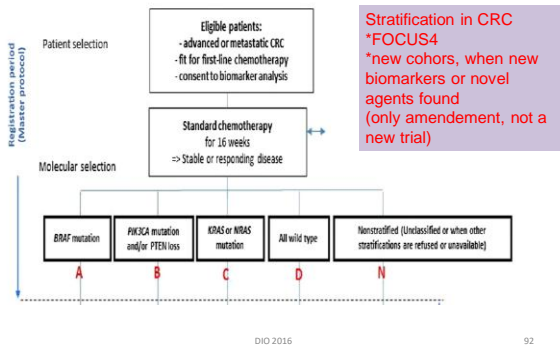 Registration period
(Master protocol)
Patient selection
Eligible patients:
- advanced or metastatic CRC
- fit for first-line chemotherapy
- consent to biomarker analysis
Stratification in CRC
*FOCUS4
*new cohors, when new
biomarkers or novel
agents found
(only amendement, not a
new trial)
Standard chemotherapy
for 16 weeks
=> Stable or responding disease
Molecular selection
BRAF mutation
PIK3CA mutation
and/or PTEN loss
KRAS or NRAS
mutation
All wild type
Nonstratified (Unclassified or when other
stratifications are refused or unavailable)
A
B
C
D
N
DIO 2016
92